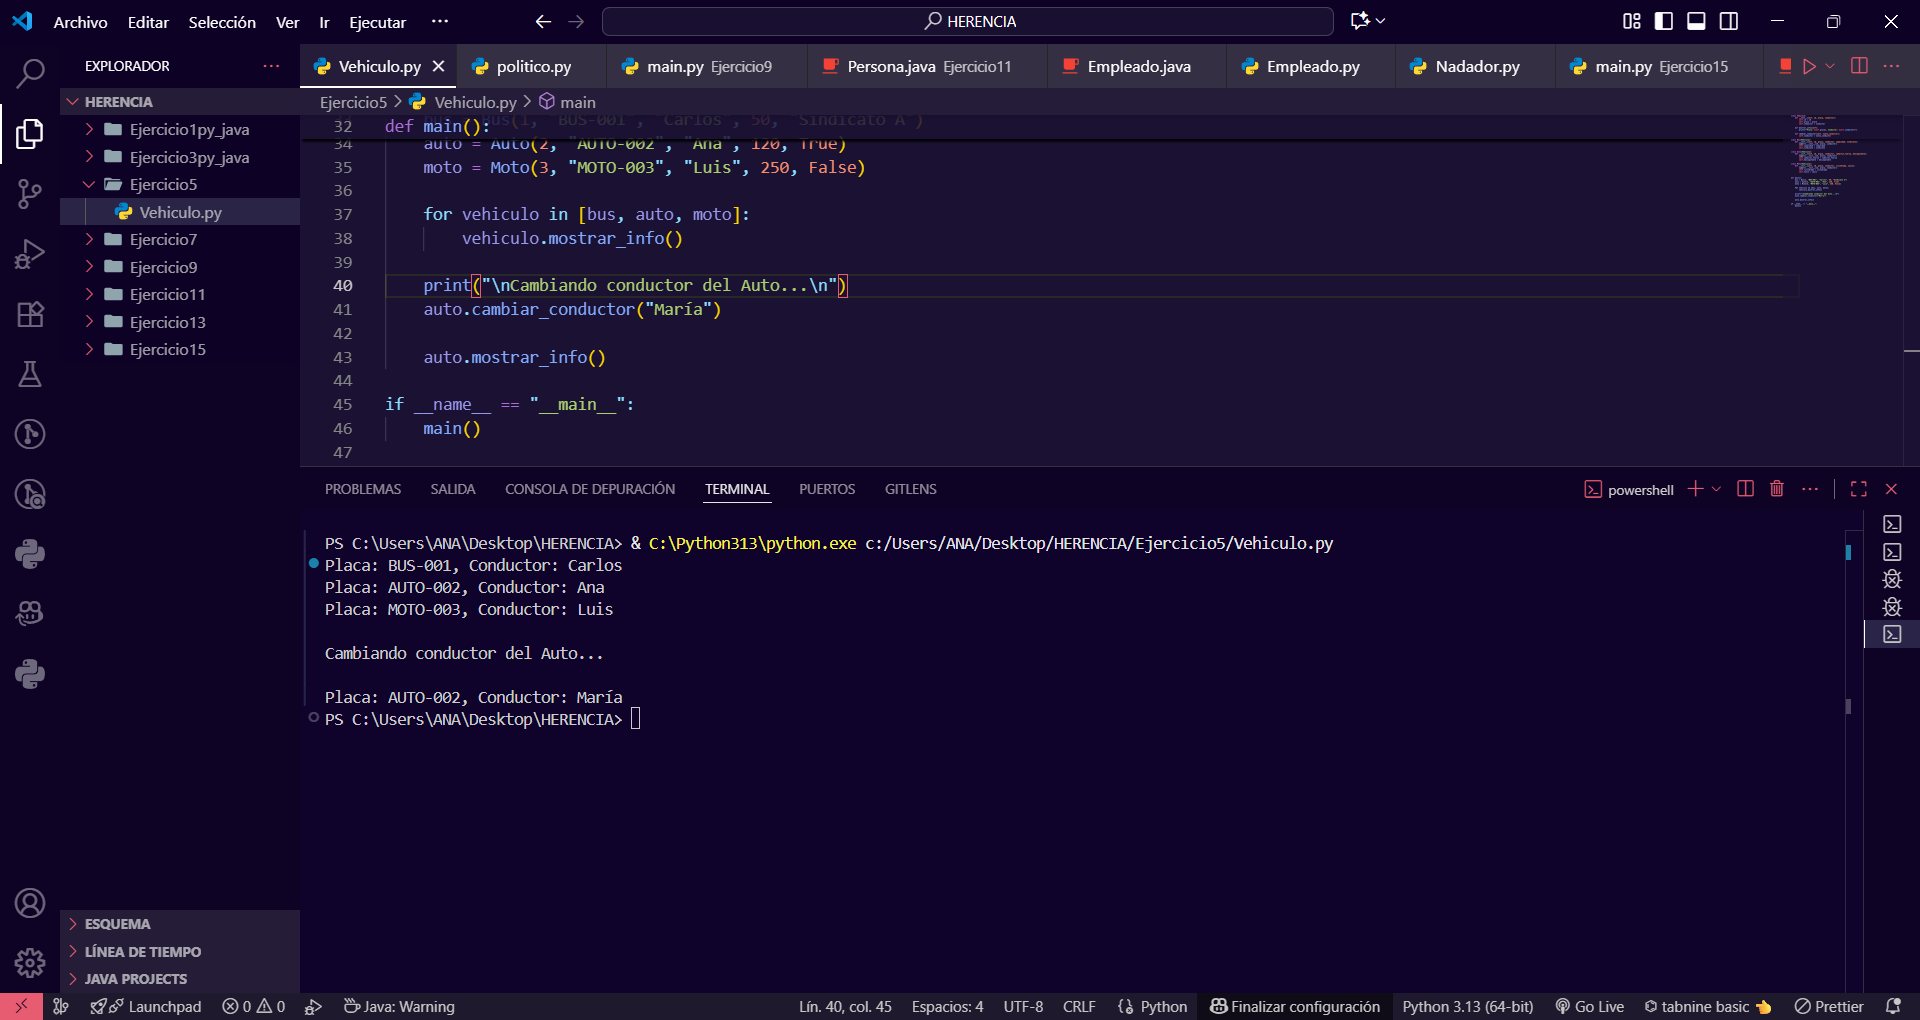 Archivo Editar Selección Ver Ir Ejecutar ··· HERENCIA
EXPLORADOR ···
Vehiculo.py politico.py main.py Ejercicio9 Persona.java Ejercicio11 Empleado.java Empleado.py Nadador.py main.py Ejercicio15 ···
HERENCIA
Ejercicio1py_java
Ejercicio3py_java
Ejercicio5
Vehiculo.py
Ejercicio7
Ejercicio9
Ejercicio11
Ejercicio13
Ejercicio15
ESQUEMA
LÍNEA DE TIEMPO
JAVA PROJECTS
Ejercicio5 > Vehiculo.py > main
bus = Bus(1, "BUS-001", "Carlos", 50, "Sindicato A")
32 def main():
34 auto = Auto(2, "AUTO-002", "Ana", 120, True)
35 moto = Moto(3, "MOTO-003", "Luis", 250, False)
36
37 for vehiculo in [bus, auto, moto]:
38 vehiculo.mostrar_info()
39
40 print("\nCambiando conductor del Auto...\n")
41 auto.cambiar_conductor("María")
42
43 auto.mostrar_info()
44
45 if __name__ == "__main__":
46 main()
47
PROBLEMAS SALIDA CONSOLA DE DEPURACIÓN TERMINAL PUERTOS GITLENS powershell ···
PS C:\Users\ANA\Desktop\HERENCIA> & C:\Python313\python.exe c:/Users/ANA/Desktop/HERENCIA/Ejercicio5/Vehiculo.py
Placa: BUS-001, Conductor: Carlos
Placa: AUTO-002, Conductor: Ana
Placa: MOTO-003, Conductor: Luis
Cambiando conductor del Auto...
Placa: AUTO-002, Conductor: María
PS C:\Users\ANA\Desktop\HERENCIA>
Launchpad 0 0 Java: Warning Lín. 40, col. 45 Espacios: 4 UTF-8 CRLF Python Finalizar configuración Python 3.13 (64-bit) Go Live tabnine basic Prettier